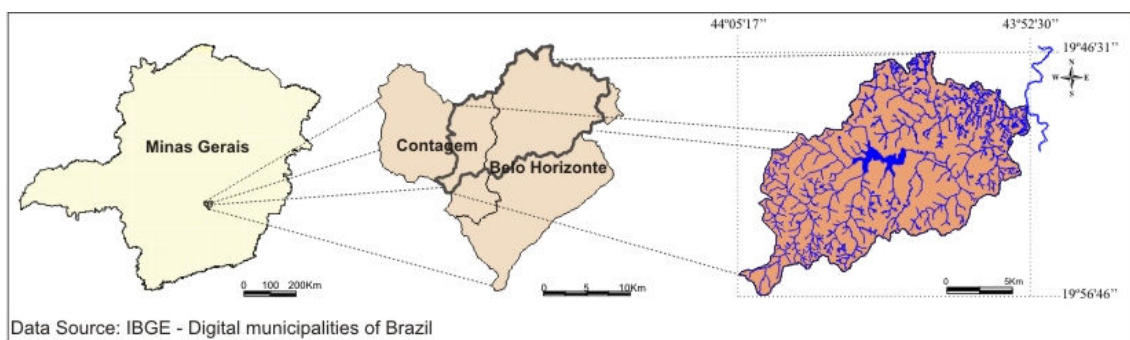 44°05'17'' 43°52'30''
19°46'31''
N
W E
S
Minas Gerais
Contagem
Belo Horizonte
0 100 200Km
0 5 10Km
0 5Km
19°56'46''
Data Source: IBGE - Digital municipalities of Brazil